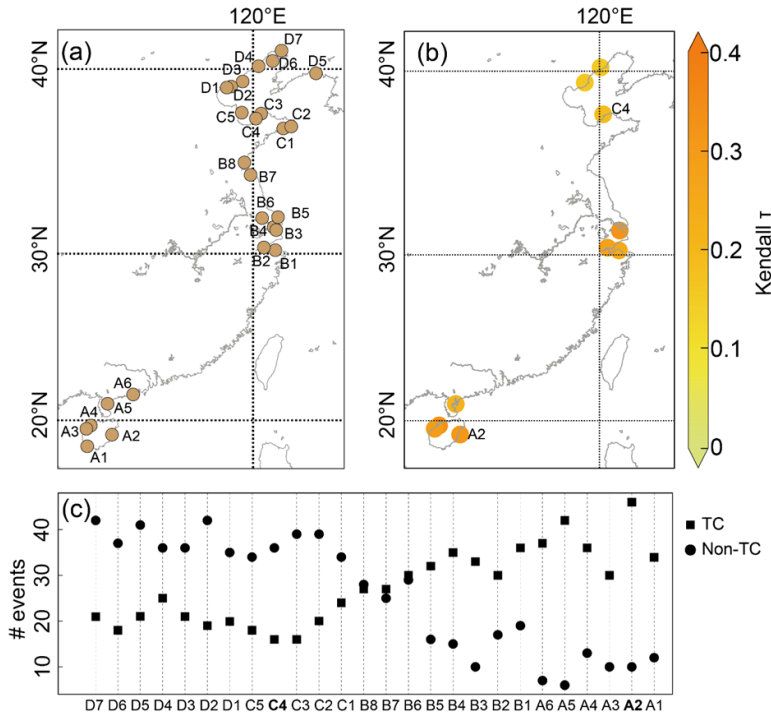 120°E
120°E
(a)
D7
D4
D6
D5
D3
D1
D2
C3
C5
C2
C4
C1
B8
B7
B6
B5
B4
B3
B2
B1
A6
A4
A5
A3
A2
A1
40°N
30°N
20°N
(b)
C4
A2
40°N
30°N
20°N
0.4
0.3
0.2
0.1
0
Kendall τ
(c)
# events
40
30
20
10
TC
Non-TC
D7 D6 D5 D4 D3 D2 D1 C5 C4 C3 C2 C1 B8 B7 B6 B5 B4 B3 B2 B1 A6 A5 A4 A3 A2 A1